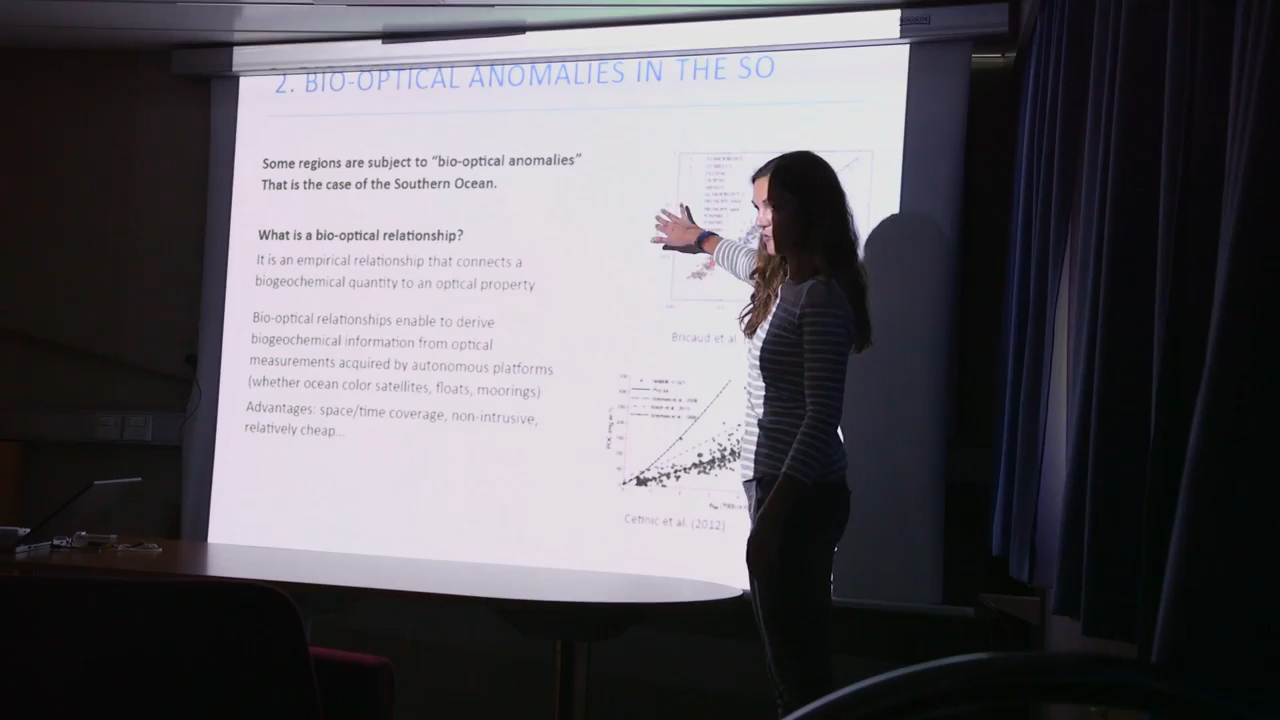 2. BIO-OPTICAL ANOMALIES IN THE SO
Some regions are subject to "bio-optical anomalies"
That is the case of the Southern Ocean.
What is a bio-optical relationship?
It is an empirical relationship that connects a
biogeochemical quantity to an optical property
Bio-optical relationships enable to derive
biogeochemical information from optical
measurements acquired by autonomous platforms
(whether ocean color satellites, floats, moorings)
Advantages: space/time coverage, non-intrusive,
relatively cheap...
Bricaud et al.
Cetinic et al. (2012)